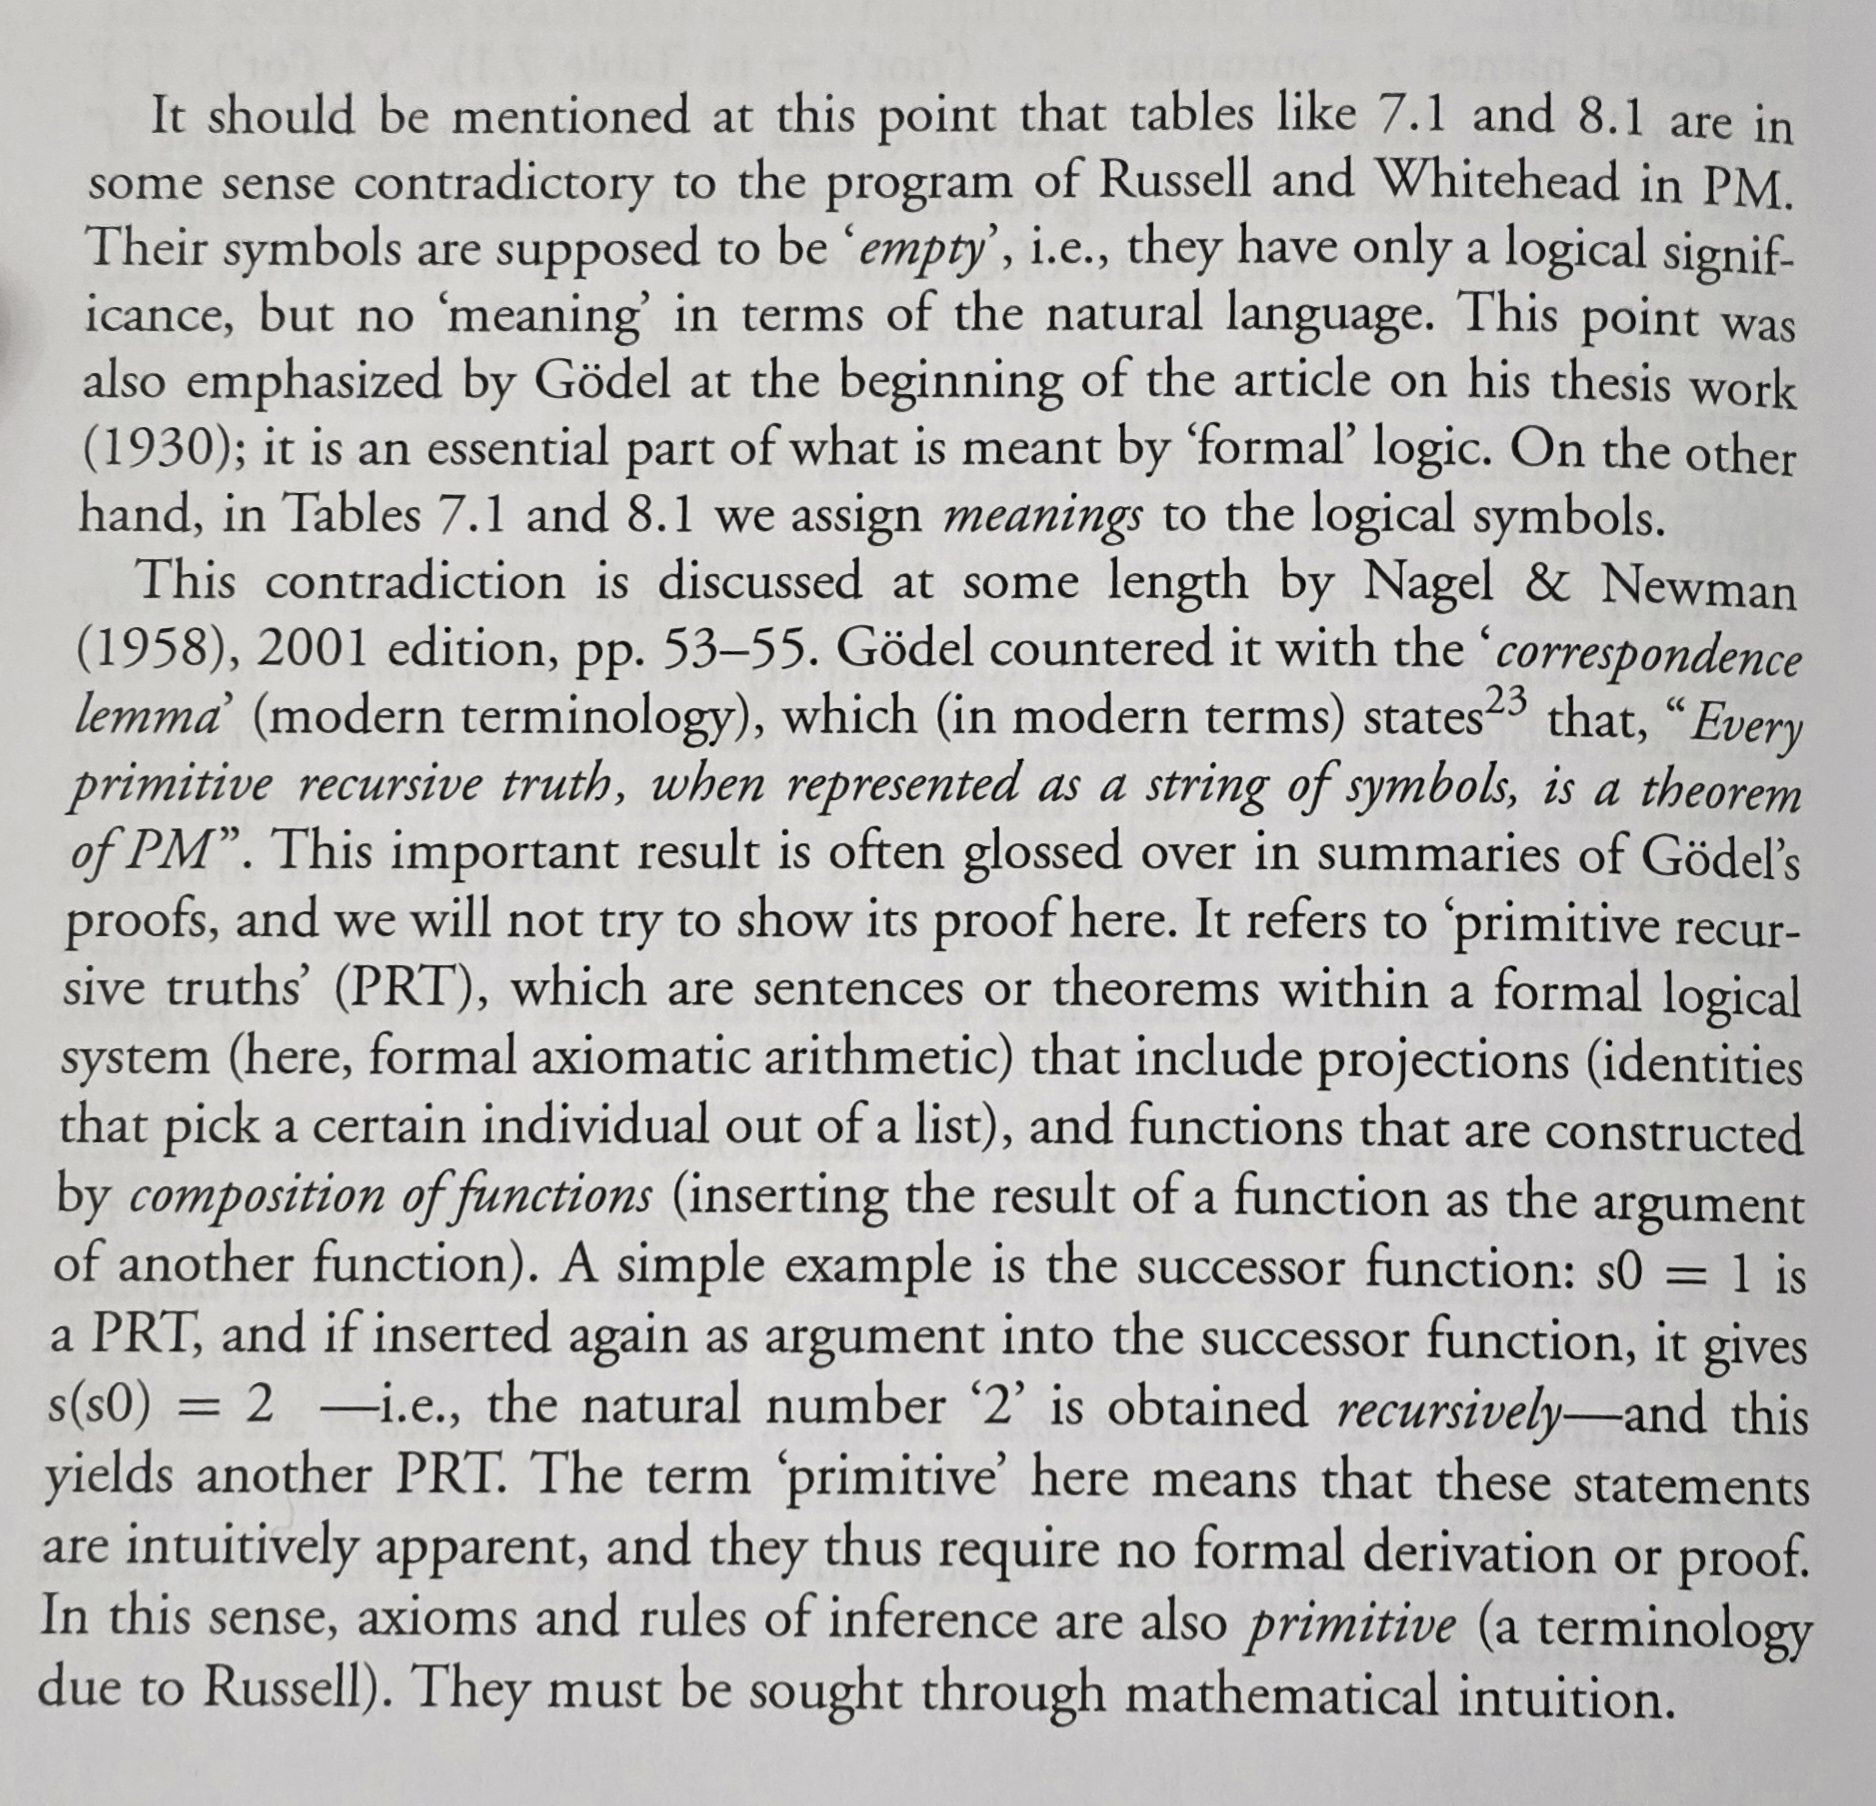 It should be mentioned at this point that tables like 7.1 and 8.1 are in
some sense contradictory to the program of Russell and Whitehead in PM.
Their symbols are supposed to be ‘empty’, i.e., they have only a logical signif-
icance, but no ‘meaning’ in terms of the natural language. This point was
also emphasized by Gödel at the beginning of the article on his thesis work
(1930); it is an essential part of what is meant by ‘formal’ logic. On the other
hand, in Tables 7.1 and 8.1 we assign meanings to the logical symbols.
This contradiction is discussed at some length by Nagel & Newman
(1958), 2001 edition, pp. 53–55. Gödel countered it with the ‘correspondence
lemma’ (modern terminology), which (in modern terms) states23 that, “Every
primitive recursive truth, when represented as a string of symbols, is a theorem
of PM”. This important result is often glossed over in summaries of Gödel’s
proofs, and we will not try to show its proof here. It refers to ‘primitive recur-
sive truths’ (PRT), which are sentences or theorems within a formal logical
system (here, formal axiomatic arithmetic) that include projections (identities
that pick a certain individual out of a list), and functions that are constructed
by composition of functions (inserting the result of a function as the argument
of another function). A simple example is the successor function: s0 = 1 is
a PRT, and if inserted again as argument into the successor function, it gives
s(s0) = 2 —i.e., the natural number ‘2’ is obtained recursively—and this
yields another PRT. The term ‘primitive’ here means that these statements
are intuitively apparent, and they thus require no formal derivation or proof.
In this sense, axioms and rules of inference are also primitive (a terminology
due to Russell). They must be sought through mathematical intuition.